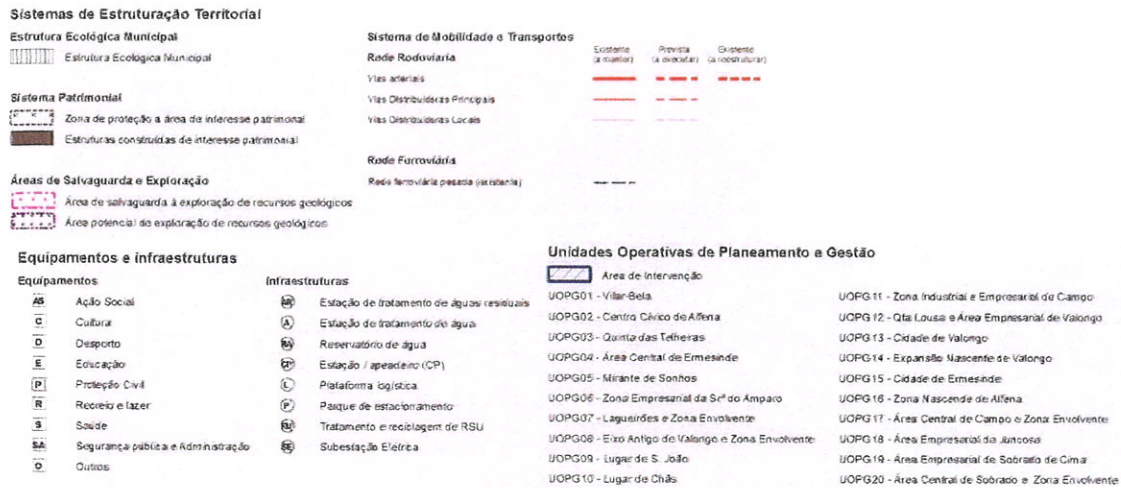 Sistemas de Estruturação Territorial
Estrutura Ecológica Municipal
Estrutura Ecológica Municipal
Sistema Patrimonial
Zona de proteção a área de interesse patrimonial
Estruturas construídas de interesse patrimonial
Áreas de Salvaguarda e Exploração
Área de salvaguarda à exploração de recursos geológicos
Área potencial de exploração de recursos geológicos
Sistema de Mobilidade e Transportes
Existente (a manter)
Prevista (a executar)
Existente (a reestruturar)
Rede Rodoviária
Vias arteriais
Vias Distribuidoras Principais
Vias Distribuidoras Locais
Rede Ferroviária
Rede ferroviária pesada (existente)
Equipamentos e infraestruturas
Equipamentos
AS Ação Social
C Cultura
D Desporto
E Educação
P Proteção Civil
R Recreio e lazer
S Saúde
SA Segurança pública e Administração
O Outros
Infraestruturas
Estação de tratamento de águas residuais
A Estação de tratamento de água
RA Reservatório de água
CP Estação / apeadeiro (CP)
L Plataforma logística
P Parque de estacionamento
Tratamento e reciclagem de RSU
SE Subestação Elétrica
Unidades Operativas de Planeamento e Gestão
Área de Intervenção
UOPG01 - Vilar-Bela
UOPG02 - Centro Cívico de Alfena
UOPG03 - Quinta das Telheiras
UOPG04 - Área Central de Ermesinde
UOPG05 - Mirante de Sonhos
UOPG06 - Zona Empresarial da Srª do Amparo
UOPG07 - Lagueirões e Zona Envolvente
UOPG08 - Eixo Antigo de Valongo e Zona Envolvente
UOPG09 - Lugar de S. João
UOPG10 - Lugar de Chãs
UOPG11 - Zona Industrial e Empresarial de Campo
UOPG12 - Qta Lousa e Área Empresarial de Valongo
UOPG13 - Cidade de Valongo
UOPG14 - Expansão Nascente de Valongo
UOPG15 - Cidade de Ermesinde
UOPG16 - Zona Nascende de Alfena
UOPG17 - Área Central de Campo e Zona Envolvente
UOPG18 - Área Empresarial da Juncosa
UOPG19 - Área Empresarial de Sobrado de Cima
UOPG20 - Área Central de Sobrado e Zona Envolvente